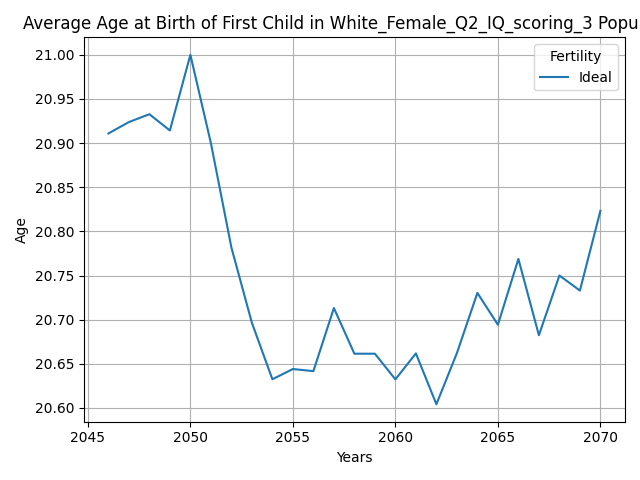 Average Age at Birth of First Child in White_Female_Q2_IQ_scoring_3 Popu
Fertility
Ideal
21.00
20.95
20.90
20.85
20.80
20.75
20.70
20.65
20.60
Age
2045 2050 2055 2060 2065 2070
Years